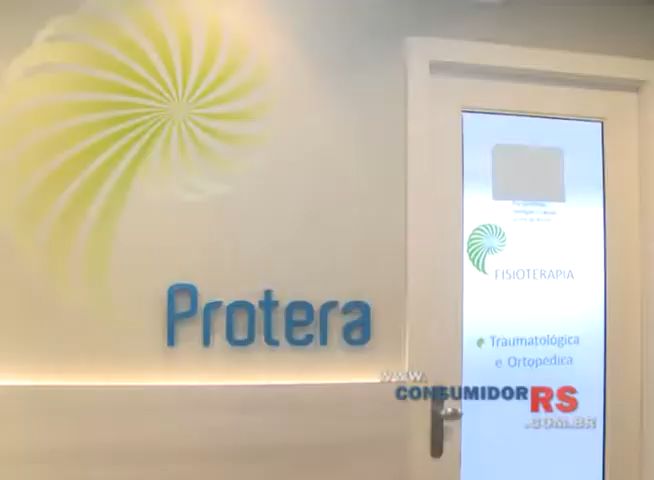 Protera
FISIOTERAPIA
Traumatológica
e Ortopédica
www.
CONSUMIDORRS
.COM.BR